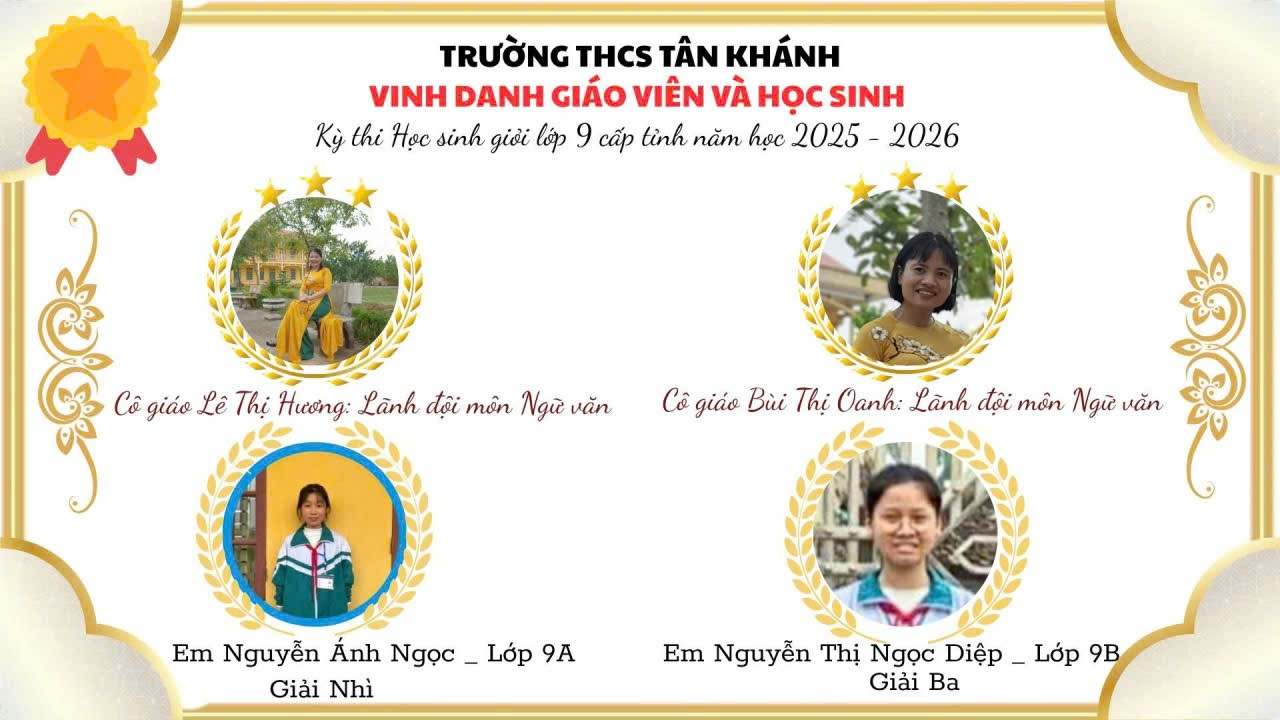 TRƯỜNG THCS TÂN KHÁNH
VINH DANH GIÁO VIÊN VÀ HỌC SINH
Kỳ thi Học sinh giỏi lớp 9 cấp tỉnh năm học 2025 - 2026
Cô giáo Lê Thị Hương: Lãnh đội môn Ngữ văn
Cô giáo Bùi Thị Oanh: Lãnh đội môn Ngữ văn
Em Nguyễn Ánh Ngọc _ Lớp 9A
Giải Nhì
Em Nguyễn Thị Ngọc Diệp _ Lớp 9B
Giải Ba